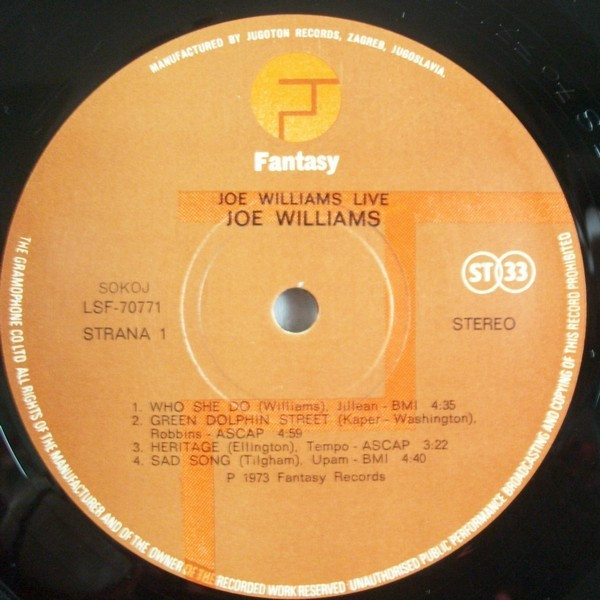 MANUFACTURED BY JUGOTON RECORDS, ZAGREB, JUGOSLAVIA.
Fantasy
JOE WILLIAMS LIVE
JOE WILLIAMS
SOKOJ
LSF-70771
STRANA 1
ST 33
STEREO
1. WHO SHE DO (Williams), Jillean - BMI 4:35
2. GREEN DOLPHIN STREET (Kaper - Washington),
Robbins - ASCAP 4:59
3. HERITAGE (Ellington), Tempo - ASCAP 3:22
4. SAD SONG (Tilgham), Upam - BMI 4:40
P 1973 Fantasy Records
THE GRAMOPHONE CO. LTD. ALL RIGHTS OF THE MANUFACTURER AND OF THE OWNER OF THE RECORDED WORK RESERVED UNAUTHORISED PUBLIC PERFORMANCE BROADCASTING AND COPYING OF THIS RECORD PROHIBITED